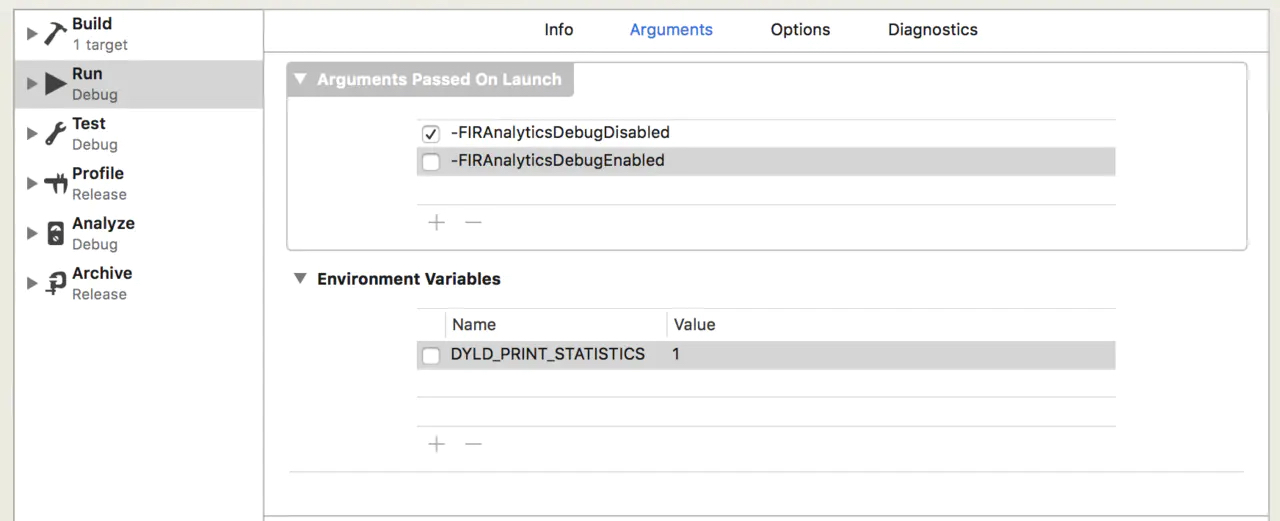 Build
1 target
Run
Debug
Test
Debug
Profile
Release
Analyze
Debug
Archive
Release
Info Arguments Options Diagnostics
Arguments Passed On Launch
-FIRAnalyticsDebugDisabled
-FIRAnalyticsDebugEnabled
Environment Variables
Name Value
DYLD_PRINT_STATISTICS 1